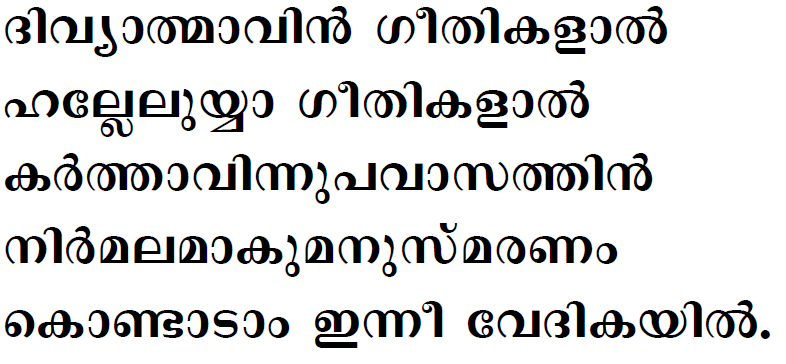 ദിവ്യാത്മാവിൻ ഗീതികളാൽ
ഹല്ലേലുയ്യാ ഗീതികളാൽ
കർത്താവിന്നുപവാസത്തിൻ
നിർമലമാകുമനുസ്മരണം
കൊണ്ടാടാം ഇന്നീ വേദികയിൽ.